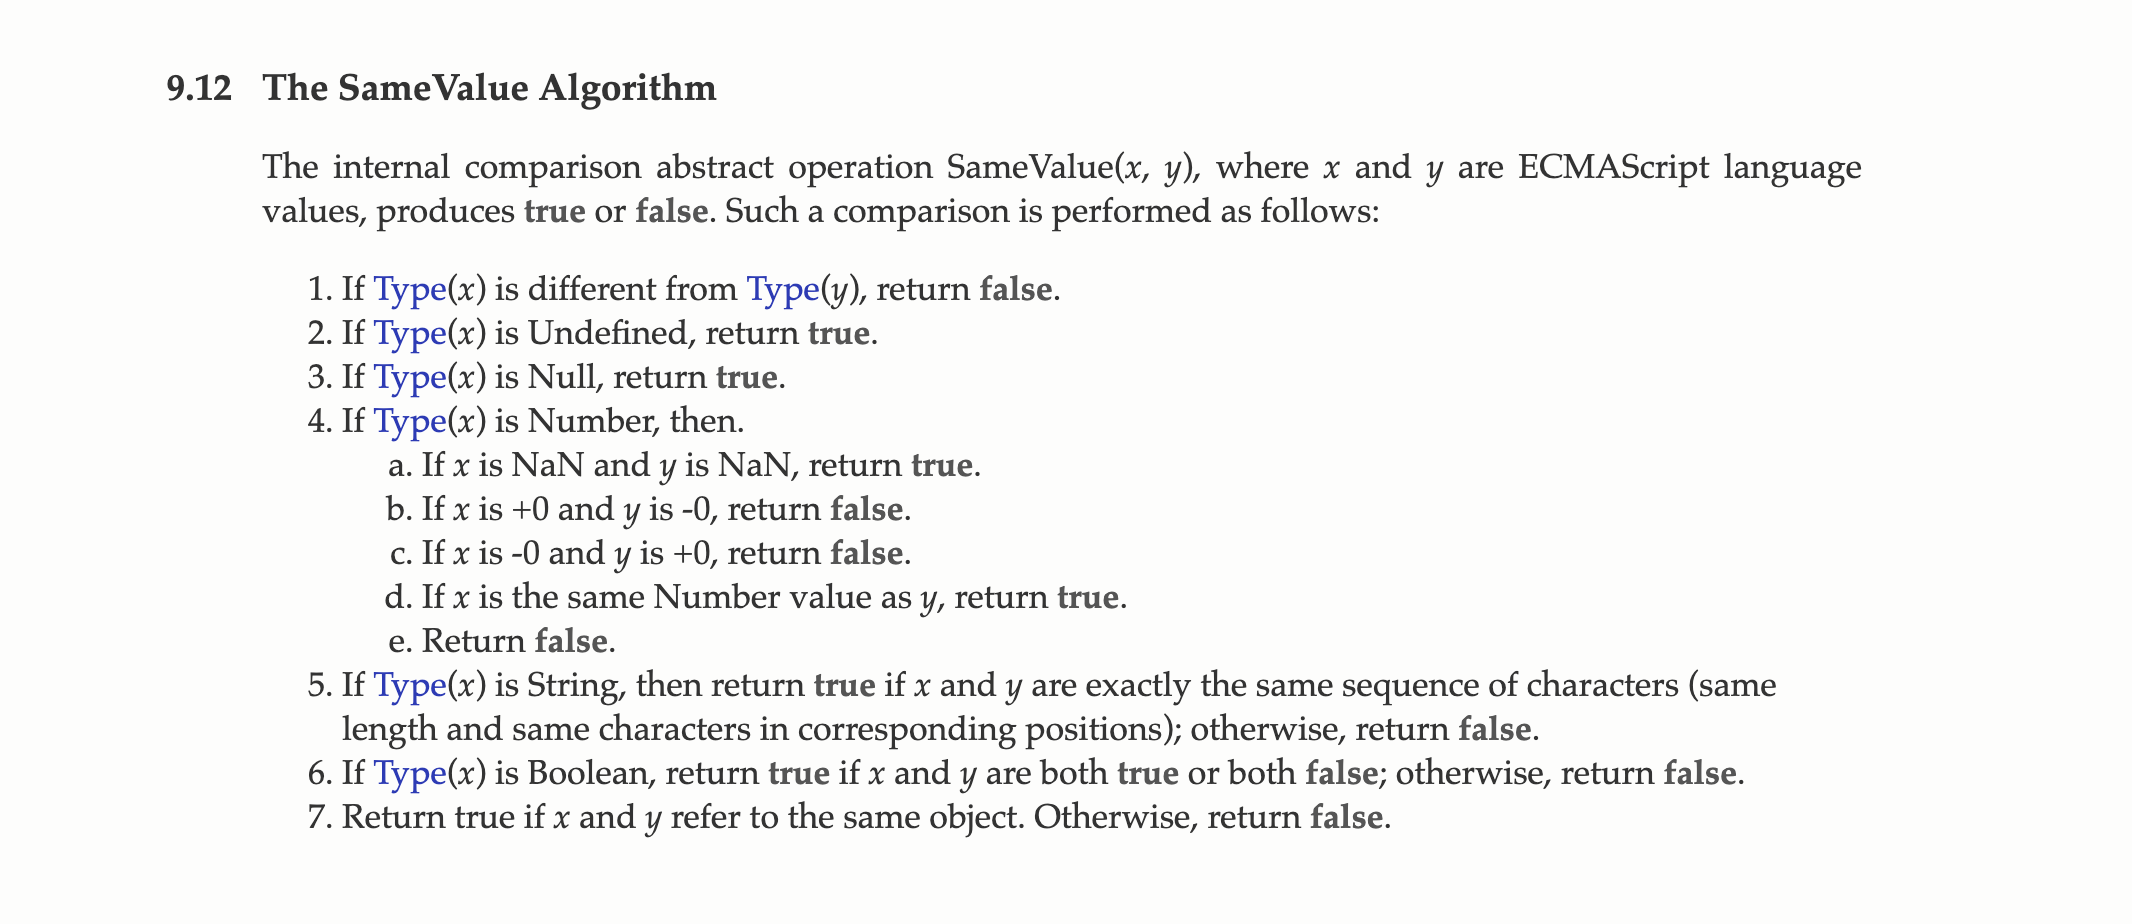 9.12 The SameValue Algorithm
The internal comparison abstract operation SameValue(x, y), where x and y are ECMAScript language
values, produces true or false. Such a comparison is performed as follows:
1. If Type(x) is different from Type(y), return false.
2. If Type(x) is Undefined, return true.
3. If Type(x) is Null, return true.
4. If Type(x) is Number, then.
a. If x is NaN and y is NaN, return true.
b. If x is +0 and y is -0, return false.
c. If x is -0 and y is +0, return false.
d. If x is the same Number value as y, return true.
e. Return false.
5. If Type(x) is String, then return true if x and y are exactly the same sequence of characters (same
length and same characters in corresponding positions); otherwise, return false.
6. If Type(x) is Boolean, return true if x and y are both true or both false; otherwise, return false.
7. Return true if x and y refer to the same object. Otherwise, return false.